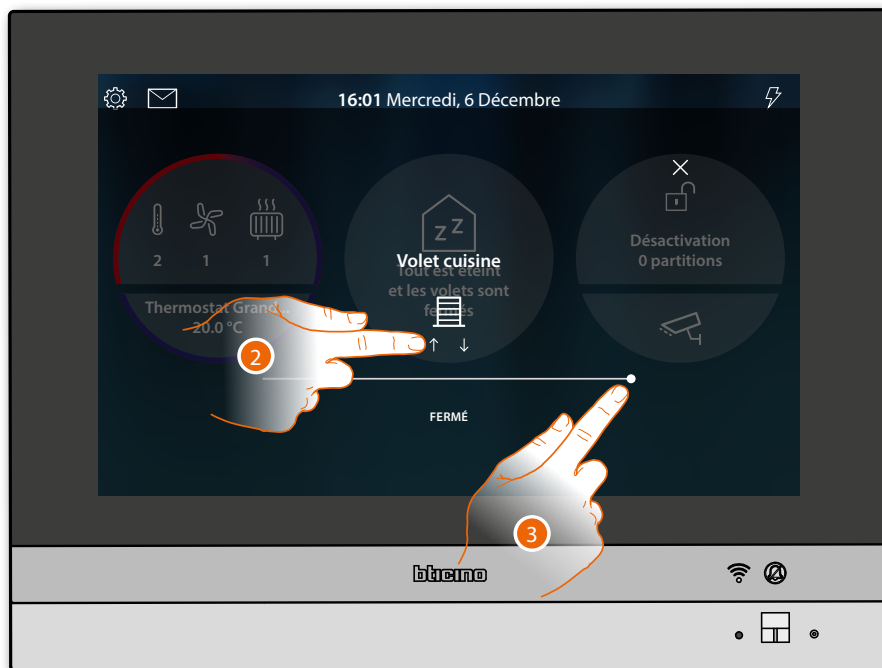 16:01 Mercredi, 6 Décembre
2 1 1
Thermostat Grand...
20.0 °C
Z Z
Volet cuisine
Tout est éteint
et les volets sont
fermés
↑ ↓
FERMÉ
Désactivation
0 partitions
2
3
bticino